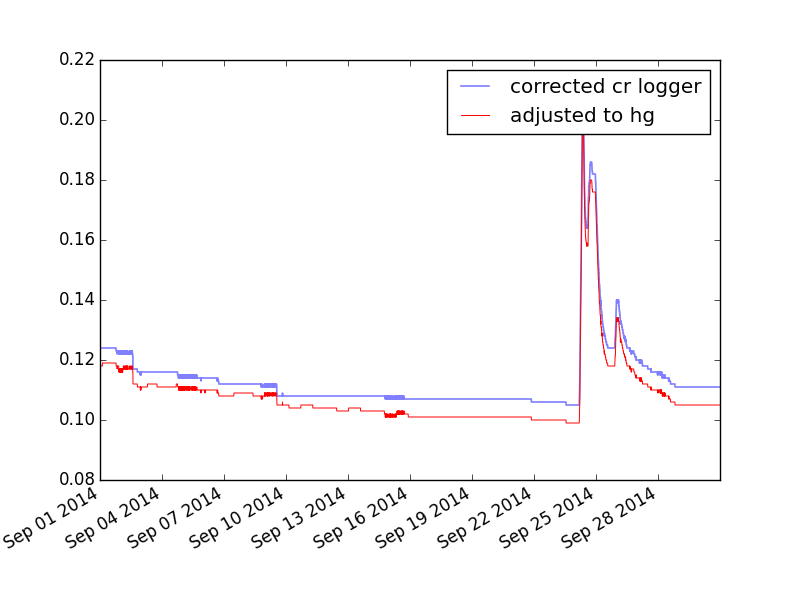 0.22
0.20
0.18
0.16
0.14
0.12
0.10
0.08
corrected cr logger
adjusted to hg
Sep 01 2014
Sep 04 2014
Sep 07 2014
Sep 10 2014
Sep 13 2014
Sep 16 2014
Sep 19 2014
Sep 22 2014
Sep 25 2014
Sep 28 2014